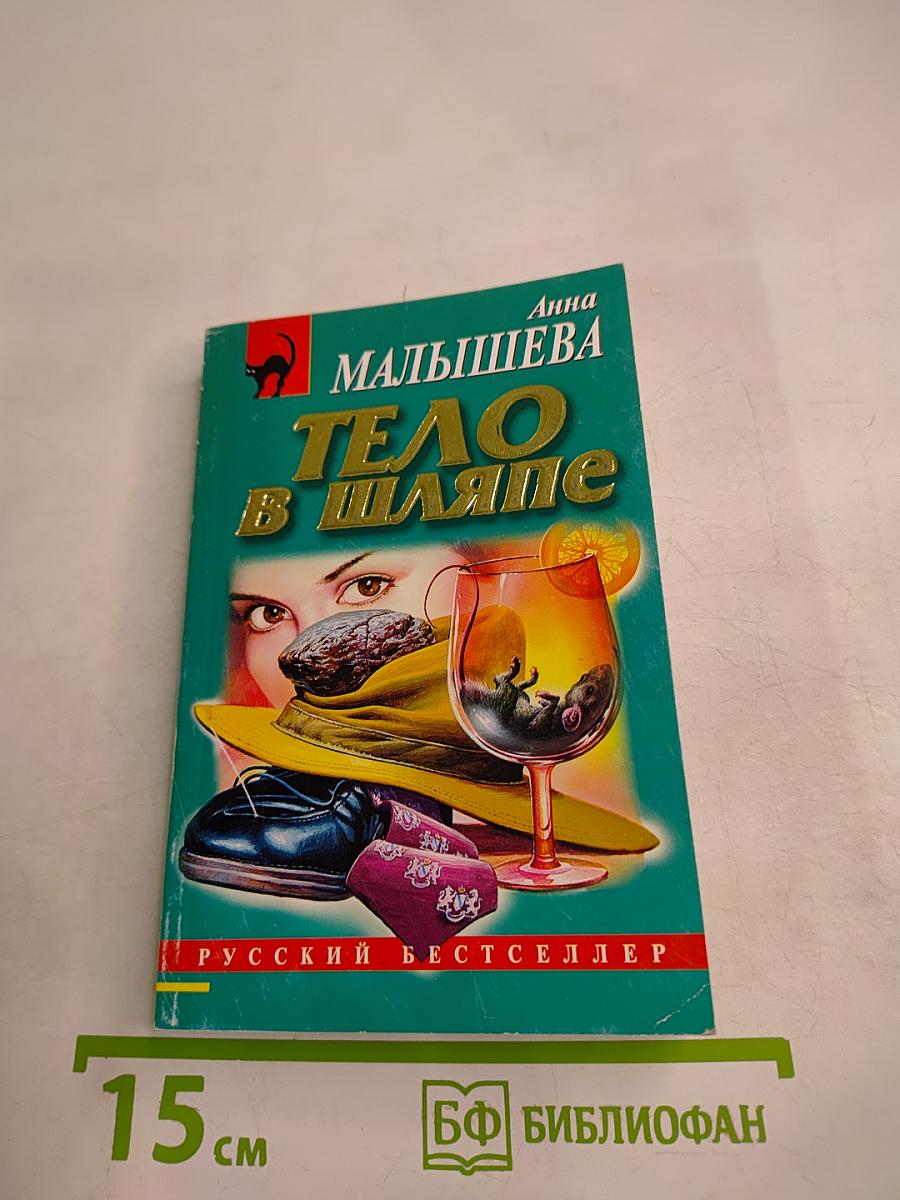 Анна
МАЛЫШЕВА
ТЕЛО
В ШЛЯПЕ
РУССКИЙ БЕСТСЕЛЛЕР
15 см
БФ БИБЛИОФАН